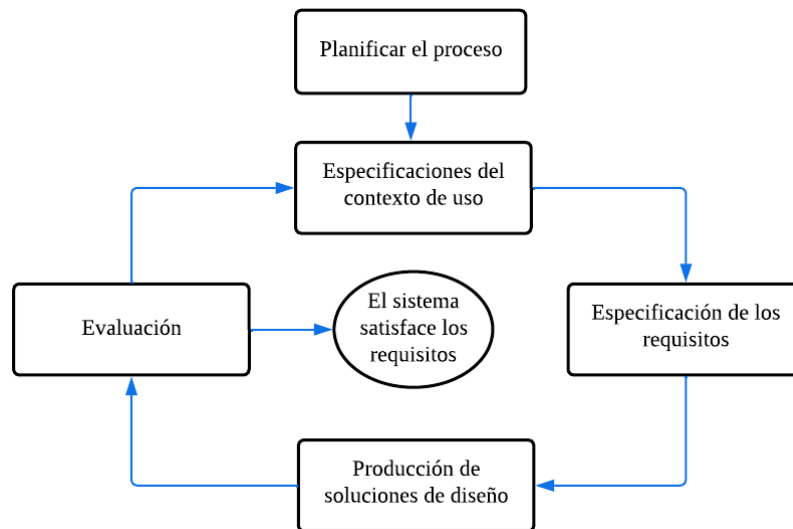 Planificar el proceso
Especificaciones del
contexto de uso
Evaluación
El sistema
satisface los
requisitos
Especificación de los
requisitos
Producción de
soluciones de diseño